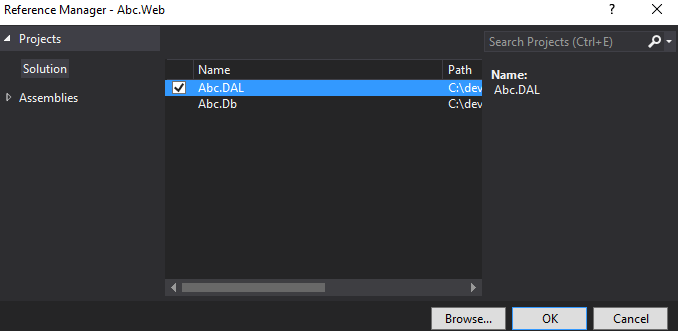 Reference Manager - Abc.Web
?
Projects
Solution
Assemblies
Name Path
Abc.DAL C:\dev
Abc.Db C:\dev
Search Projects (Ctrl+E)
Name:
Abc.DAL
Browse... OK Cancel